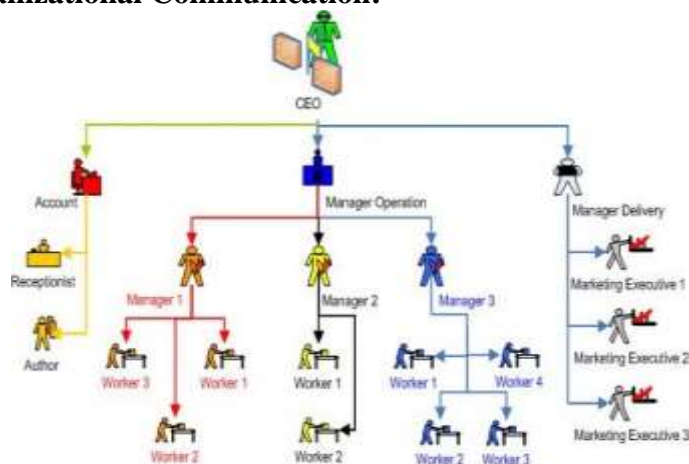 CEO
Account
Manager Operation
Manager Delivery
Receptionist
Manager 1
Manager 2
Manager 3
Marketing Executive 1
Author
Worker 3
Worker 1
Worker 1
Worker 1
Worker 4
Marketing Executive 2
Worker 2
Worker 2
Worker 2
Worker 3
Marketing Executive 3